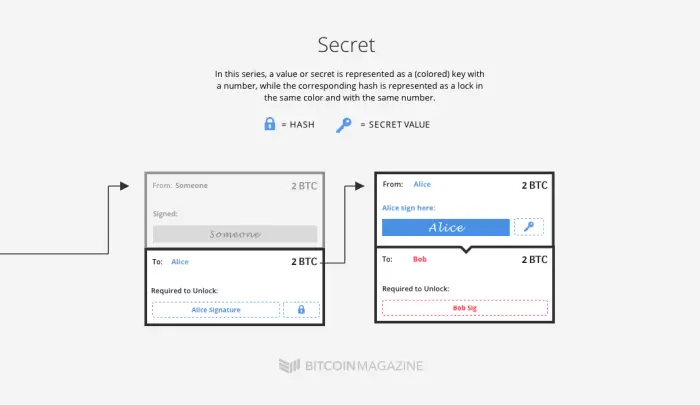 Secret
In this series, a value or secret is represented as a (colored) key with
a number, while the corresponding hash is represented as a lock in
the same color and with the same number.
= HASH
= SECRET VALUE
From: Someone 2 BTC
Signed:
Someone
To: Alice 2 BTC
Required to Unlock:
Alice Signature
From: Alice 2 BTC
Alice sign here:
Alice
To: Bob 2 BTC
Required to Unlock:
Bob Sig
BITCOINMAGAZINE